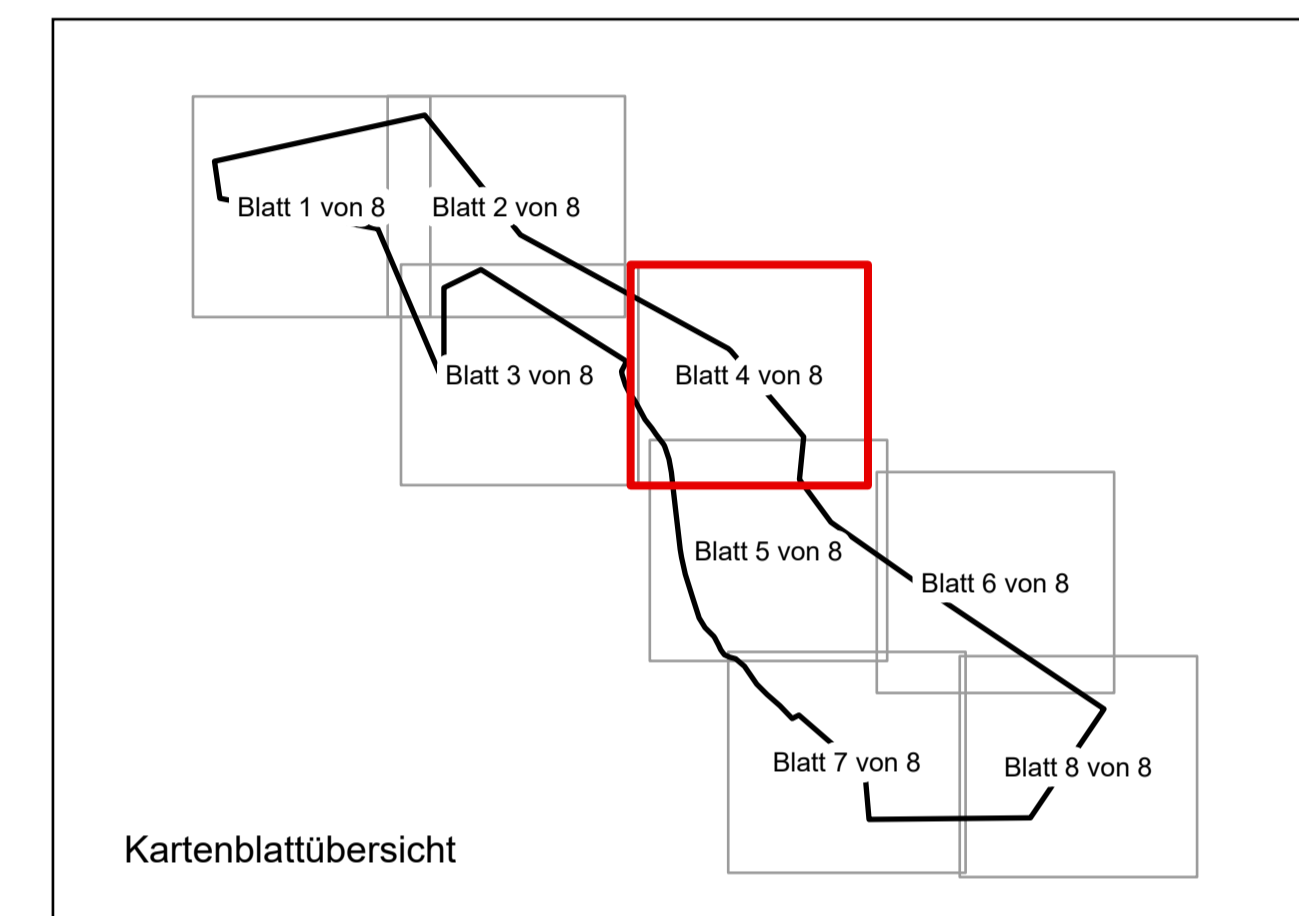 Blatt 1 von 8
Blatt 2 von 8
Blatt 3 von 8
Blatt 4 von 8
Blatt 5 von 8
Blatt 6 von 8
Blatt 7 von 8
Blatt 8 von 8
Kartenblattübersicht